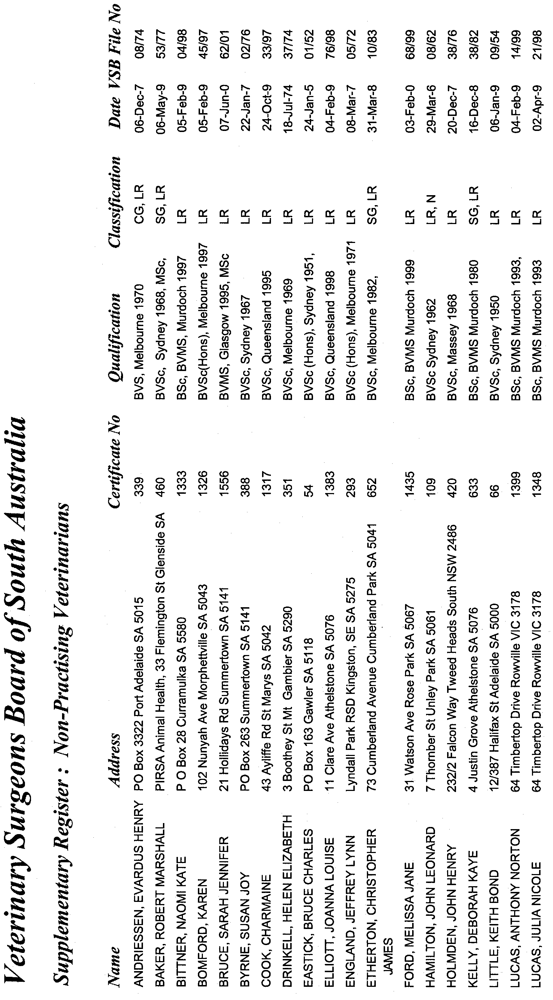 Veterinary Surgeons Board of South Australia
Supplementary Register : Non-Practising Veterinarians
Name Address Certificate No Qualification Classification Date VSB File No
ANDRIESSEN, EVARDUS HENRY PO Box 3322 Port Adelaide SA 5015 339 BVS, Melbourne 1970 CG, LR 06-Dec-7 08/74
BAKER, ROBERT MARSHALL PIRSA Animal Health, 33 Flemington St Glenside SA 460 BVSc, Sydney 1968, MSc, SG, LR 06-May-9 53/77
BITTNER, NAOMI KATE P O Box 28 Curramulka SA 5580 1333 BSc, BVMS, Murdoch 1997 LR 05-Feb-9 04/98
BOMFORD, KAREN 102 Nunyah Ave Morphettville SA 5043 1326 BVSc(Hons), Melbourne 1997 LR 05-Feb-9 45/97
BRUCE, SARAH JENNIFER 21 Hollidays Rd Summertown SA 5141 1556 BVMS, Glasgow 1995, MSc LR 07-Jun-0 62/01
BYRNE, SUSAN JOY PO Box 263 Summertown SA 5141 388 BVSc, Sydney 1967 LR 22-Jan-7 02/76
COOK, CHARMAINE 43 Ayliffe Rd St Marys SA 5042 1317 BVSc, Queensland 1995 LR 24-Oct-9 33/97
DRINKELL, HELEN ELIZABETH 3 Boothey St Mt Gambier SA 5290 351 BVSc, Melbourne 1969 LR 18-Jul-74 37/74
EASTICK, BRUCE CHARLES PO Box 163 Gawler SA 5118 54 BVSc (Hons), Sydney 1951, LR 24-Jan-5 01/52
ELLIOTT, JOANNA LOUISE 11 Clare Ave Athelstone SA 5076 1383 BVSc, Queensland 1998 LR 04-Feb-9 76/98
ENGLAND, JEFFREY LYNN Lyndall Park RSD Kingston, SE SA 5275 293 BVSc (Hons), Melbourne 1971 LR 08-Mar-7 05/72
ETHERTON, CHRISTOPHER 73 Cumberland Avenue Cumberland Park SA 5041 652 BVSc, Melbourne 1982, SG, LR 31-Mar-8 10/83
JAMES
FORD, MELISSA JANE 31 Watson Ave Rose Park SA 5067 1435 BSc, BVMS Murdoch 1999 LR 03-Feb-0 68/99
HAMILTON, JOHN LEONARD 7 Thornber St Unley Park SA 5061 109 BVSc Sydney 1962 LR, N 29-Mar-6 08/62
HOLMDEN, JOHN HENRY 232/2 Falcon Way Tweed Heads South NSW 2486 420 BVSc, Massey 1968 LR 20-Dec-7 38/76
KELLY, DEBORAH KAYE 4 Justin Grove Athelstone SA 5076 633 BSc, BVMS Murdoch 1980 SG, LR 16-Dec-8 38/82
LITTLE, KEITH BOND 12/387 Halifax St Adelaide SA 5000 66 BVSc, Sydney 1950 LR 06-Jan-9 09/54
LUCAS, ANTHONY NORTON 64 Timbertop Drive Rowville VIC 3178 1399 BSc, BVMS Murdoch 1993, LR 04-Feb-9 14/99
LUCAS, JULIA NICOLE 64 Timbertop Drive Rowville VIC 3178 1348 BSc, BVMS Murdoch 1993 LR 02-Apr-9 21/98